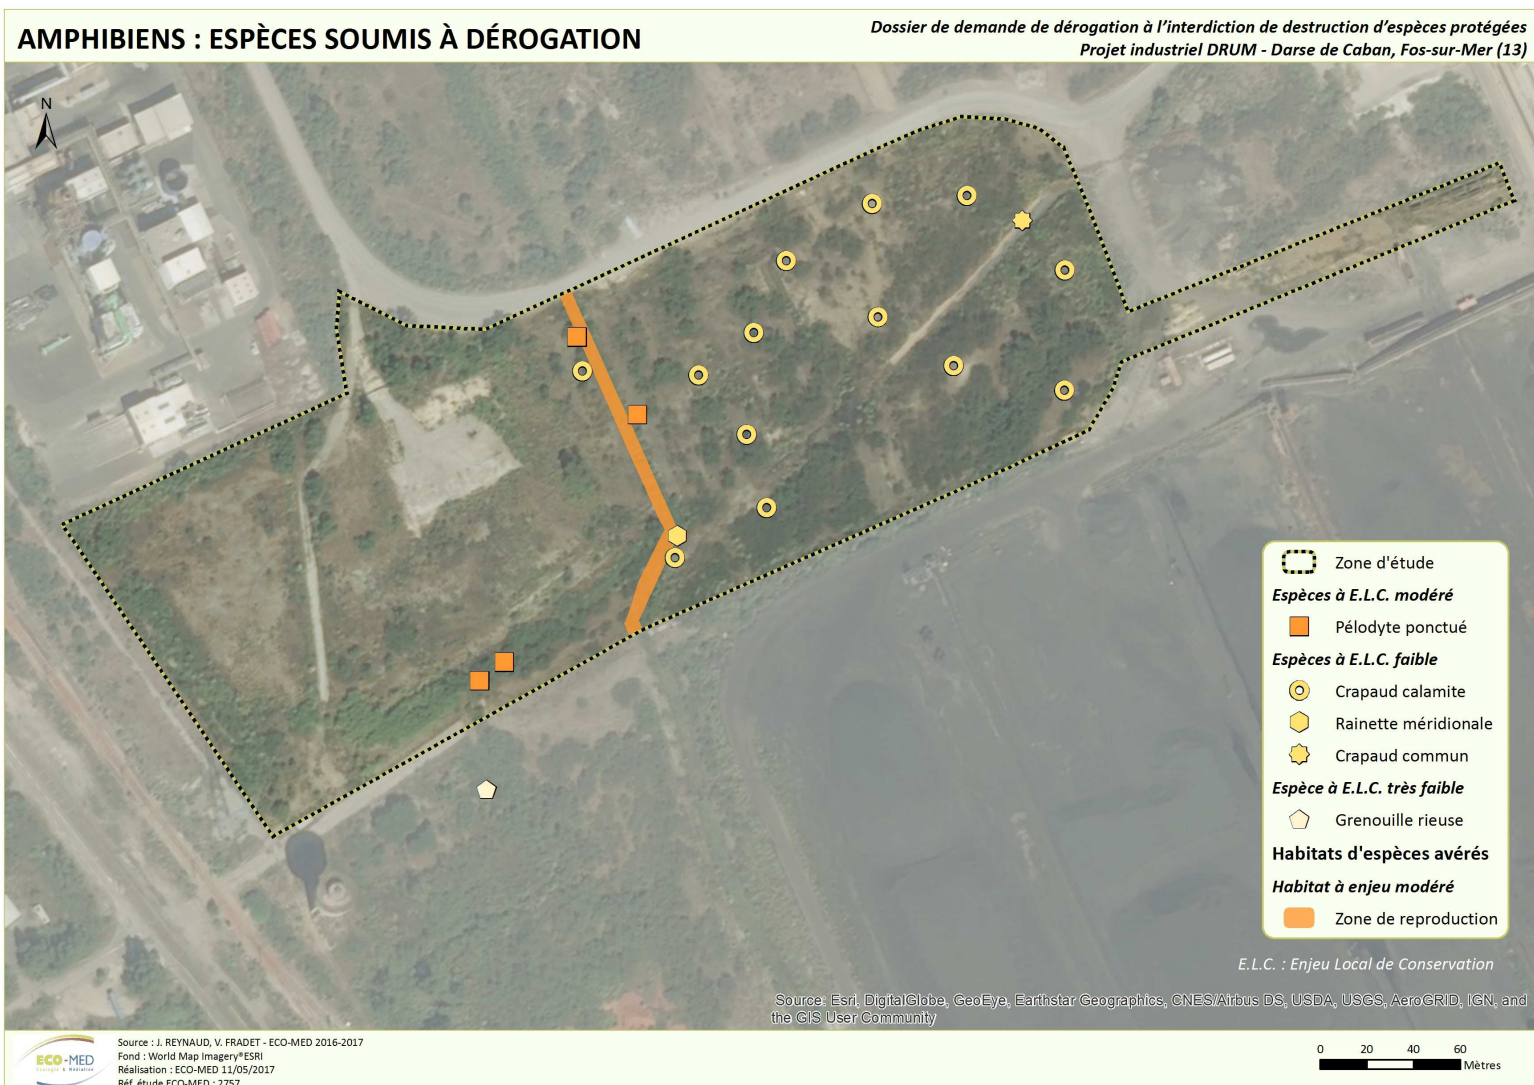 AMPHIBIENS : ESPÈCES SOUMIS À DÉROGATION
Dossier de demande de dérogation à l'interdiction de destruction d'espèces protégées
Projet industriel DRUM - Darse de Caban, Fos-sur-Mer (13)
N
Zone d'étude
Espèces à E.L.C. modéré
Pélodyte ponctué
Espèces à E.L.C. faible
Crapaud calamite
Rainette méridionale
Crapaud commun
Espèce à E.L.C. très faible
Grenouille rieuse
Habitats d'espèces avérés
Habitat à enjeu modéré
Zone de reproduction
E.L.C. : Enjeu Local de Conservation
Source: Esri, DigitalGlobe, GeoEye, Earthstar Geographics, CNES/Airbus DS, USDA, USGS, AeroGRID, IGN, and
the GIS User Community
ECO-MED
Ecologie & Médiation
Source : J. REYNAUD, V. FRADET - ECO-MED 2016-2017
Fond : World Map Imagery®ESRI
Réalisation : ECO-MED 11/05/2017
Réf. étude ECO-MED : 2757
0 20 40 60
Mètres